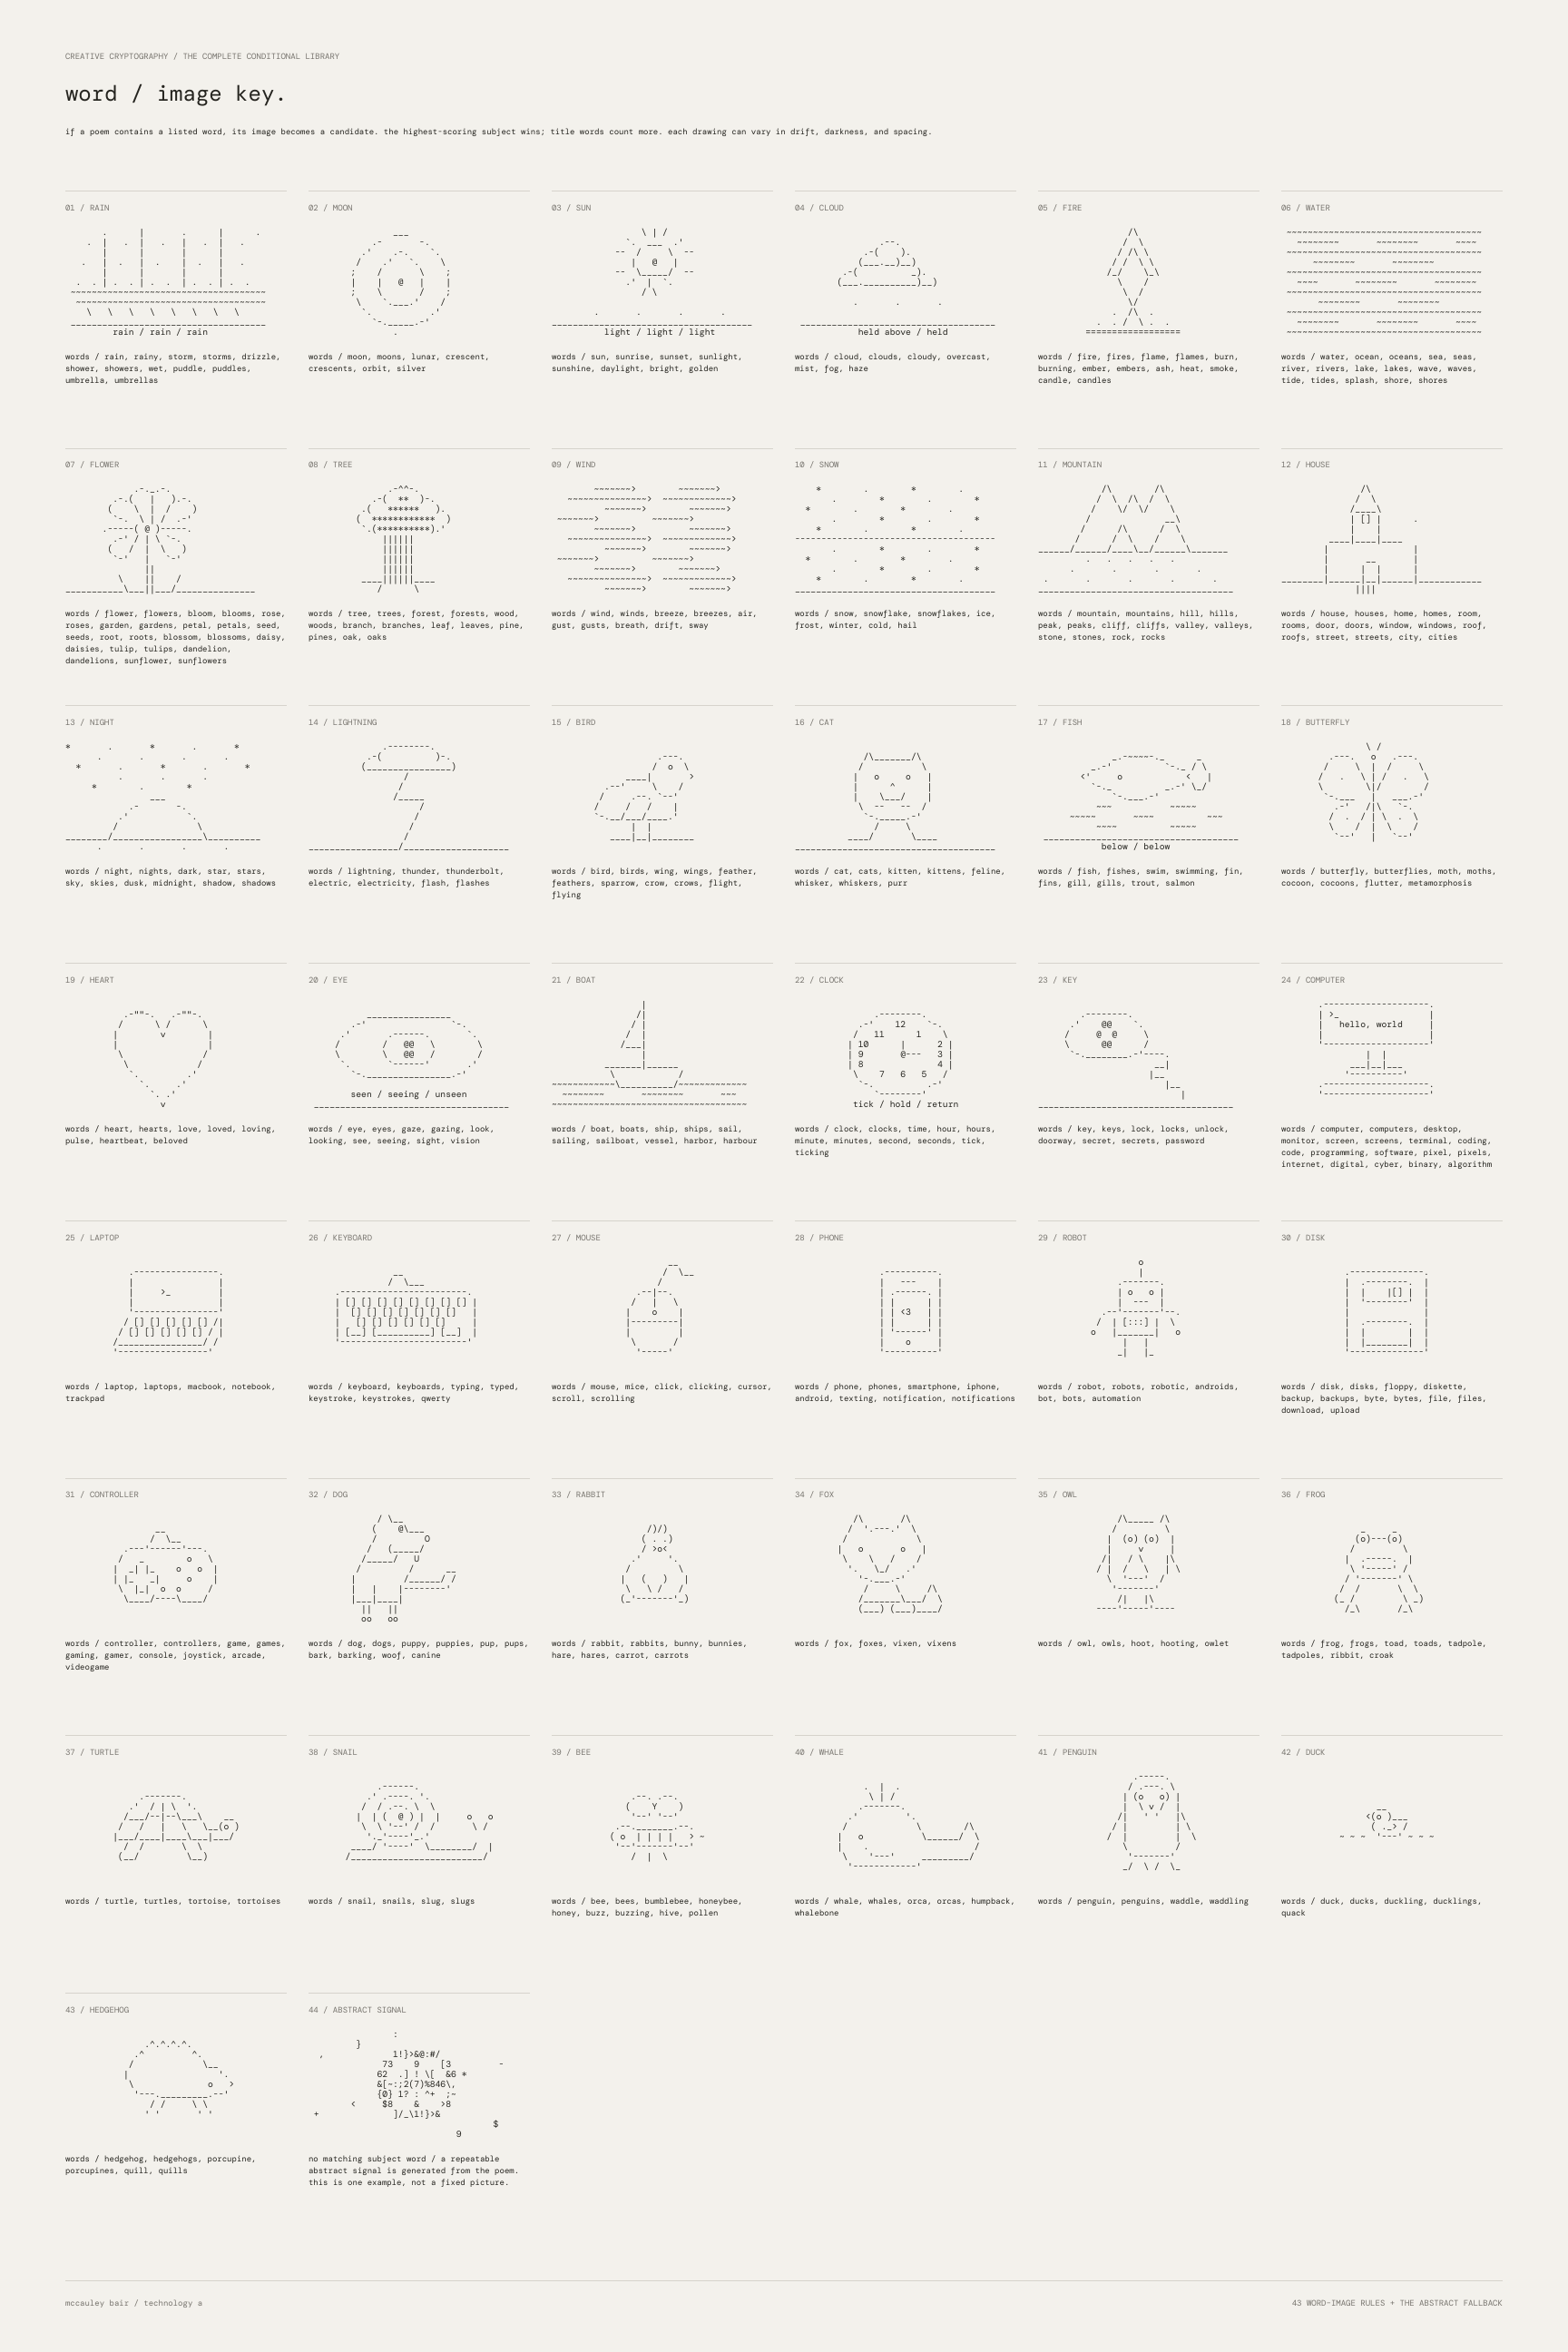 CREATIVE CRYPTOGRAPHY / THE COMPLETE CONDITIONAL LIBRARY
word / image key.
if a poem contains a listed word, its image becomes a candidate. the highest-scoring subject wins; title words count more. each drawing can vary in drift, darkness, and spacing.
01 / RAIN
rain / rain / rain
words / rain, rainy, storm, storms, drizzle,
shower, showers, wet, puddle, puddles,
umbrella, umbrellas
02 / MOON
words / moon, moons, lunar, crescent,
crescents, orbit, silver
03 / SUN
light / light / light
words / sun, sunrise, sunset, sunlight,
sunshine, daylight, bright, golden
04 / CLOUD
held above / held
words / cloud, clouds, cloudy, overcast,
mist, fog, haze
05 / FIRE
words / fire, fires, flame, flames, burn,
burning, ember, embers, ash, heat, smoke,
candle, candles
06 / WATER
words / water, ocean, oceans, sea, seas,
river, rivers, lake, lakes, wave, waves,
tide, tides, splash, shore, shores
07 / FLOWER
words / flower, flowers, bloom, blooms, rose,
roses, garden, gardens, petal, petals, seed,
seeds, root, roots, blossom, blossoms, daisy,
daisies, tulip, tulips, dandelion,
dandelions, sunflower, sunflowers
08 / TREE
words / tree, trees, forest, forests, wood,
woods, branch, branches, leaf, leaves, pine,
pines, oak, oaks
09 / WIND
words / wind, winds, breeze, breezes, air,
gust, gusts, breath, drift, sway
10 / SNOW
words / snow, snowflake, snowflakes, ice,
frost, winter, cold, hail
11 / MOUNTAIN
words / mountain, mountains, hill, hills,
peak, peaks, cliff, cliffs, valley, valleys,
stone, stones, rock, rocks
12 / HOUSE
words / house, houses, home, homes, room,
rooms, door, doors, window, windows, roof,
roofs, street, streets, city, cities
13 / NIGHT
words / night, nights, dark, star, stars,
sky, skies, dusk, midnight, shadow, shadows
14 / LIGHTNING
words / lightning, thunder, thunderbolt,
electric, electricity, flash, flashes
15 / BIRD
words / bird, birds, wing, wings, feather,
feathers, sparrow, crow, crows, flight,
flying
16 / CAT
words / cat, cats, kitten, kittens, feline,
whisker, whiskers, purr
17 / FISH
below / below
words / fish, fishes, swim, swimming, fin,
fins, gill, gills, trout, salmon
18 / BUTTERFLY
words / butterfly, butterflies, moth, moths,
cocoon, cocoons, flutter, metamorphosis
19 / HEART
words / heart, hearts, love, loved, loving,
pulse, heartbeat, beloved
20 / EYE
seen / seeing / unseen
words / eye, eyes, gaze, gazing, look,
looking, see, seeing, sight, vision
21 / BOAT
words / boat, boats, ship, ships, sail,
sailing, sailboat, vessel, harbor, harbour
22 / CLOCK
12
11 1
10 2
9 3
8 4
7 6 5
tick / hold / return
words / clock, clocks, time, hour, hours,
minute, minutes, second, seconds, tick,
ticking
23 / KEY
words / key, keys, lock, locks, unlock,
doorway, secret, secrets, password
24 / COMPUTER
>_
hello, world
words / computer, computers, desktop,
monitor, screen, screens, terminal, coding,
code, programming, software, pixel, pixels,
internet, digital, cyber, binary, algorithm
25 / LAPTOP
>_
words / laptop, laptops, macbook, notebook,
trackpad
26 / KEYBOARD
words / keyboard, keyboards, typing, typed,
keystroke, keystrokes, qwerty
27 / MOUSE
words / mouse, mice, click, clicking, cursor,
scroll, scrolling
28 / PHONE
<3
words / phone, phones, smartphone, iphone,
android, texting, notification, notifications
29 / ROBOT
words / robot, robots, robotic, androids,
bot, bots, automation
30 / DISK
words / disk, disks, floppy, diskette,
backup, backups, byte, bytes, file, files,
download, upload
31 / CONTROLLER
words / controller, controllers, game, games,
gaming, gamer, console, joystick, arcade,
videogame
32 / DOG
words / dog, dogs, puppy, puppies, pup, pups,
bark, barking, woof, canine
33 / RABBIT
words / rabbit, rabbits, bunny, bunnies,
hare, hares, carrot, carrots
34 / FOX
words / fox, foxes, vixen, vixens
35 / OWL
words / owl, owls, hoot, hooting, owlet
36 / FROG
words / frog, frogs, toad, toads, tadpole,
tadpoles, ribbit, croak
37 / TURTLE
words / turtle, turtles, tortoise, tortoises
38 / SNAIL
words / snail, snails, slug, slugs
39 / BEE
words / bee, bees, bumblebee, honeybee,
honey, buzz, buzzing, hive, pollen
40 / WHALE
words / whale, whales, orca, orcas, humpback,
whalebone
41 / PENGUIN
words / penguin, penguins, waddle, waddling
42 / DUCK
words / duck, ducks, duckling, ducklings,
quack
43 / HEDGEHOG
words / hedgehog, hedgehogs, porcupine,
porcupines, quill, quills
44 / ABSTRACT SIGNAL
:
}
, 1!}>&@:#/
73 9 [3 -
62 .] ! \[ &6 *
&[~:;2(7)%846\,
{0} 1? : ^+ ;~
< $8 & >8
+ ]/_\1!}>&
$
9
no matching subject word / a repeatable
abstract signal is generated from the poem.
this is one example, not a fixed picture.
mccauley bair / technology a
43 WORD-IMAGE RULES + THE ABSTRACT FALLBACK